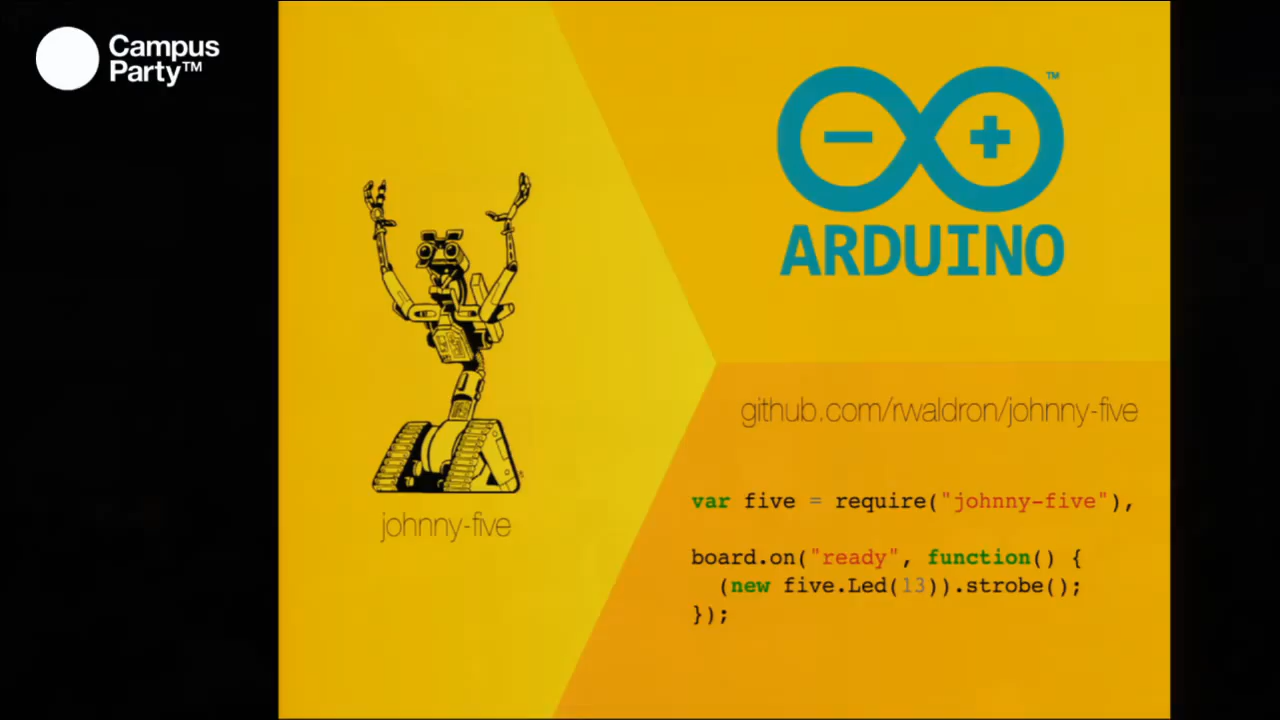 Campus
Party™
ARDUINO™
johnny-five
github.com/rwaldron/johnny-five
var five = require("johnny-five"),
board.on("ready", function() {
(new five.Led(13)).strobe();
});